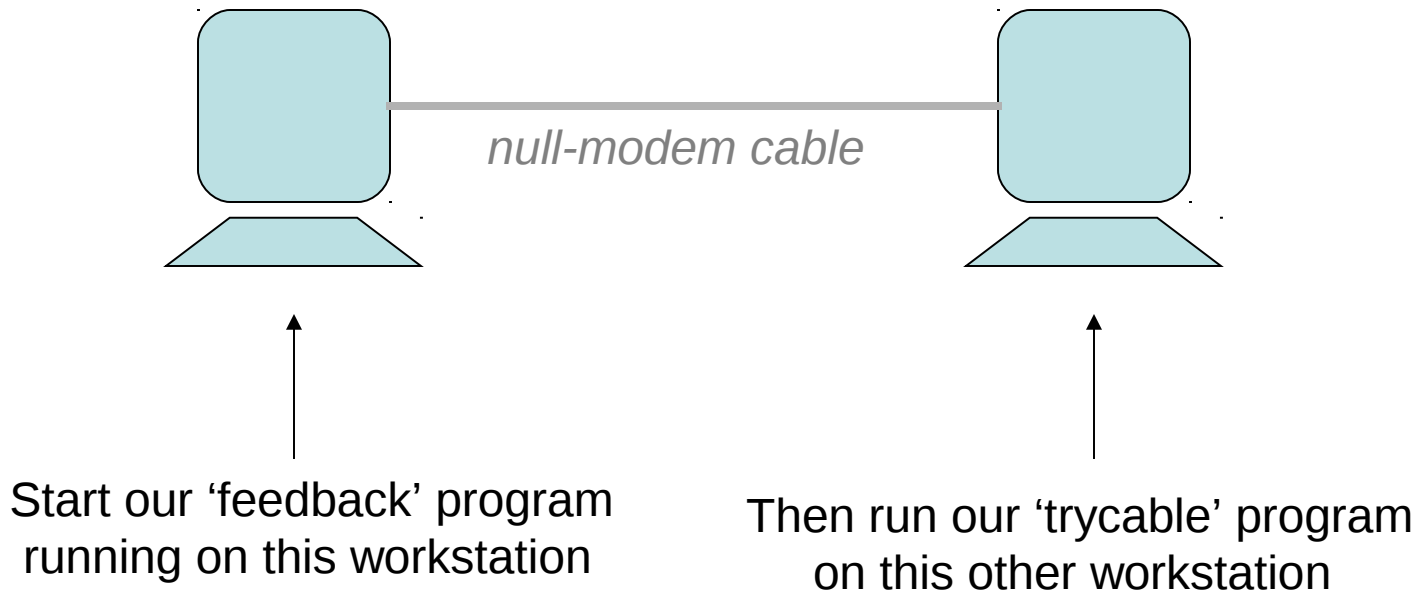 null-modem cable
Start our ‘feedback’ program
running on this workstation
Then run our ‘trycable’ program
on this other workstation